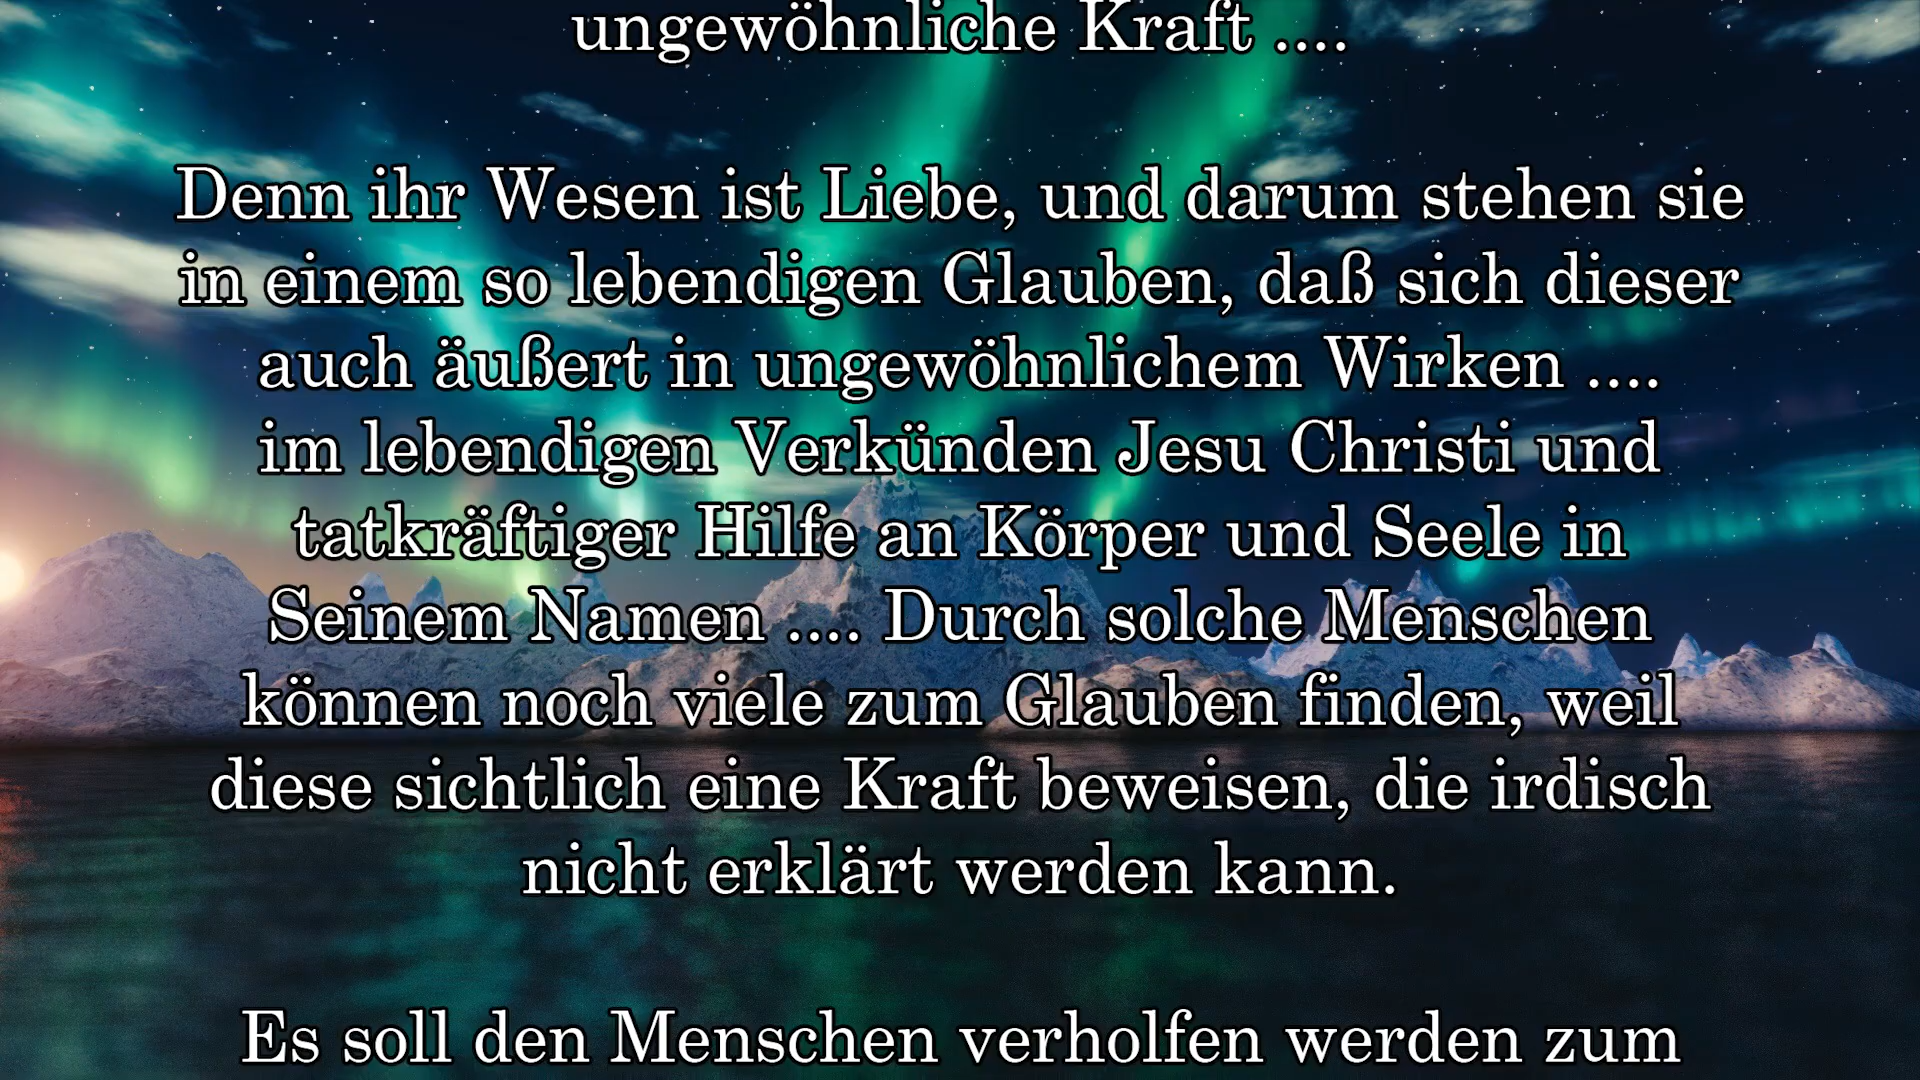 ungewöhnliche Kraft ....
Denn ihr Wesen ist Liebe, und darum stehen sie
in einem so lebendigen Glauben, daß sich dieser
auch äußert in ungewöhnlichem Wirken ....
im lebendigen Verkünden Jesu Christi und
tatkräftiger Hilfe an Körper und Seele in
Seinem Namen .... Durch solche Menschen
können noch viele zum Glauben finden, weil
diese sichtlich eine Kraft beweisen, die irdisch
nicht erklärt werden kann.
Es soll den Menschen verholfen werden zum